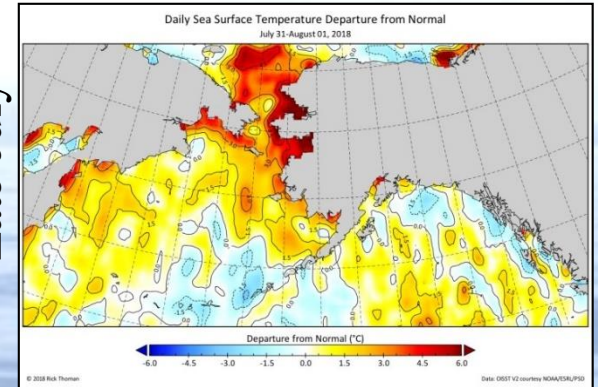 Daily Sea Surface Temperature Departure from Normal
July 31-August 01, 2018
Departure from Normal (°C)
-6.0 -4.5 -3.0 -1.5 0.0 1.5 3.0 4.5 6.0
© 2018 Rick Thoman
Data: OISST V2 courtesy NOAA/ESRL/PSD